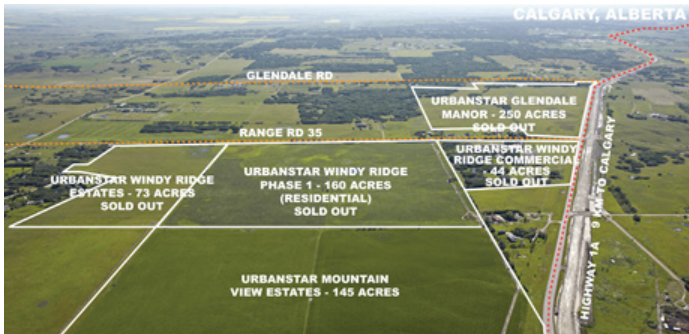 CALGARY, ALBERTA
GLENDALE RD
URBANSTAR GLENDALE
MANOR - 250 ACRES
SOLD OUT
RANGE RD 35
URBANSTAR WINDY
RIDGE COMMERCIAL
- 44 ACRES
SOLD OUT
URBANSTAR WINDY RIDGE
ESTATES - 73 ACRES
SOLD OUT
URBANSTAR WINDY RIDGE
PHASE 1 - 160 ACRES
(RESIDENTIAL)
SOLD OUT
HIGHWAY 1A 9 KM TO CALGARY
URBANSTAR MOUNTAIN
VIEW ESTATES - 145 ACRES